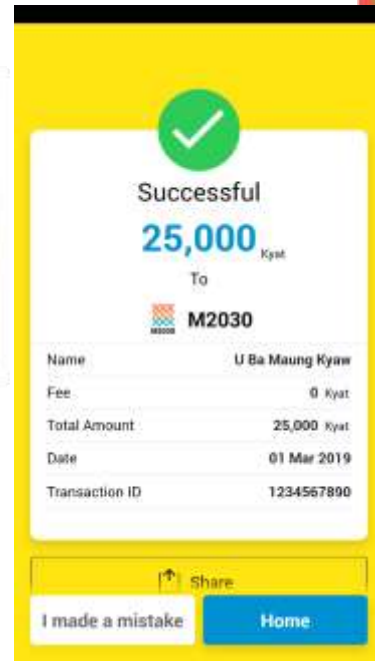 Successful
25,000 Kyat
To
M2030
Name U Ba Maung Kyaw
Fee 0 Kyat
Total Amount 25,000 Kyat
Date 01 Mar 2019
Transaction ID 1234567890
Share
I made a mistake Home